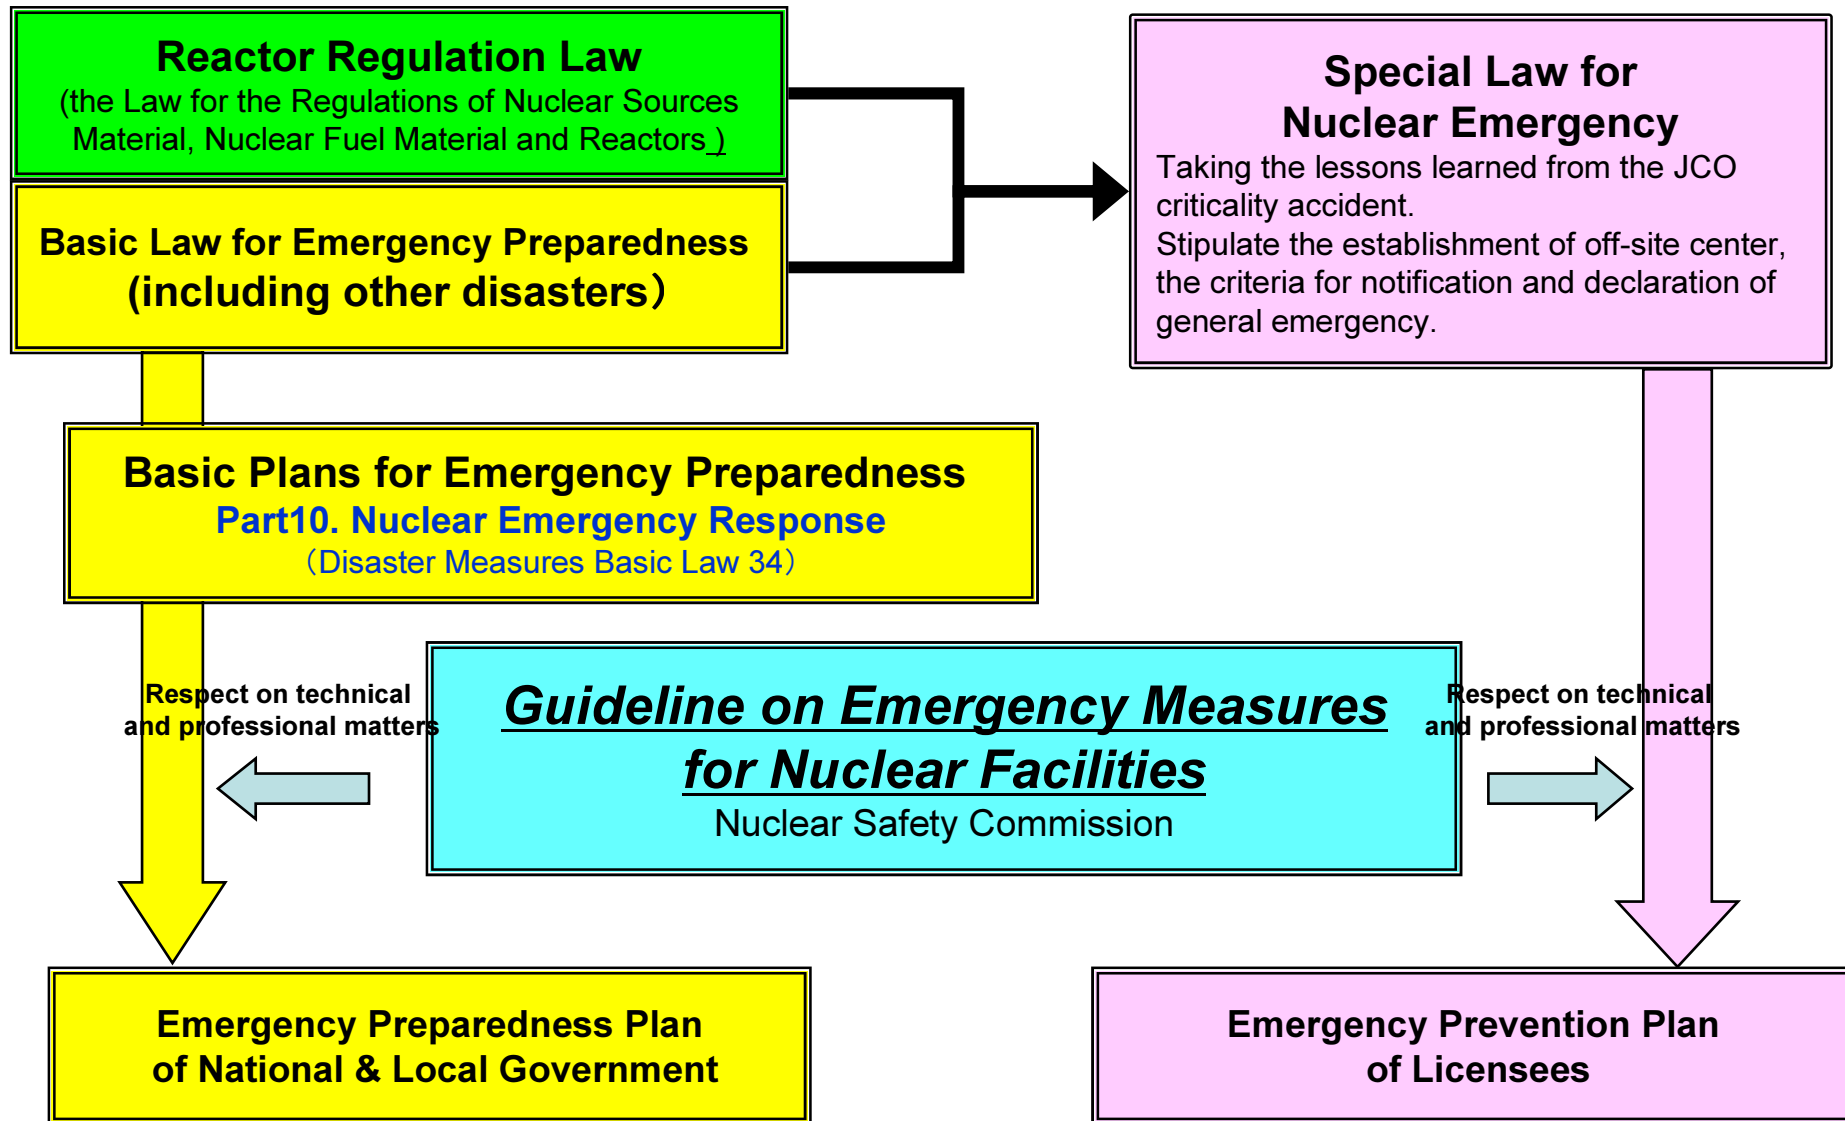 Reactor Regulation Law
(the Law for the Regulations of Nuclear Sources
Material, Nuclear Fuel Material and Reactors )
Basic Law for Emergency Preparedness
(including other disasters）
Special Law for
Nuclear Emergency
Taking the lessons learned from the JCO
criticality accident.
Stipulate the establishment of off-site center,
the criteria for notification and declaration of
general emergency.
Basic Plans for Emergency Preparedness
Part10. Nuclear Emergency Response
（Disaster Measures Basic Law 34）
Respect on technical
and professional matters
Guideline on Emergency Measures
for Nuclear Facilities
Nuclear Safety Commission
Respect on technical
and professional matters
Emergency Preparedness Plan
of National & Local Government
Emergency Prevention Plan
of Licensees